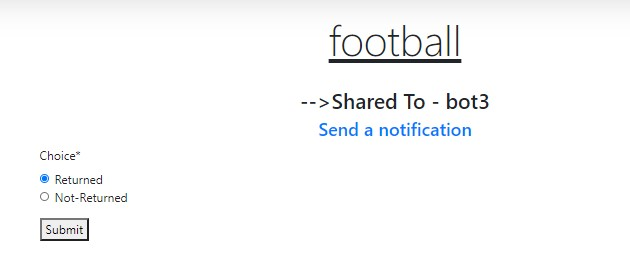 football
-->Shared To - bot3
Send a notification
Choice*
Returned
Not-Returned
Submit